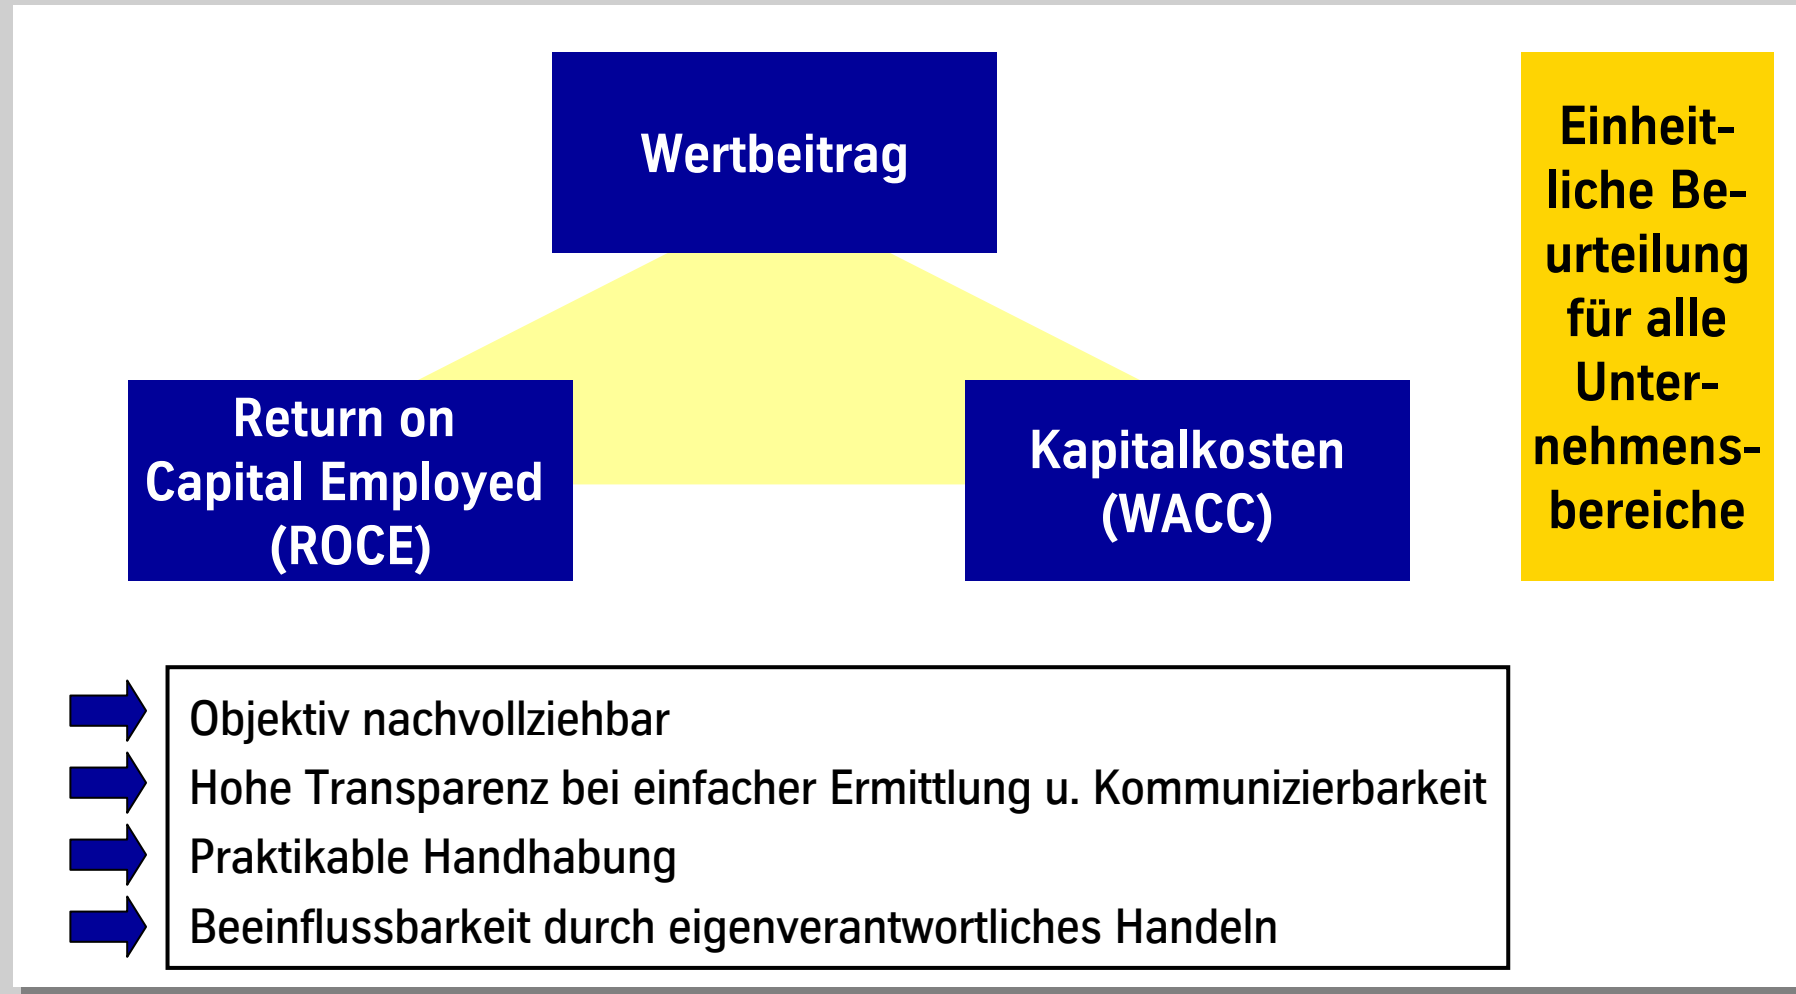 Wertbeitrag
Return on
Capital Employed
(ROCE)
Kapitalkosten
(WACC)
Einheit-
liche Be-
urteilung
für alle
Unter-
nehmens-
bereiche
Objektiv nachvollziehbar
Hohe Transparenz bei einfacher Ermittlung u. Kommunizierbarkeit
Praktikable Handhabung
Beeinflussbarkeit durch eigenverantwortliches Handeln